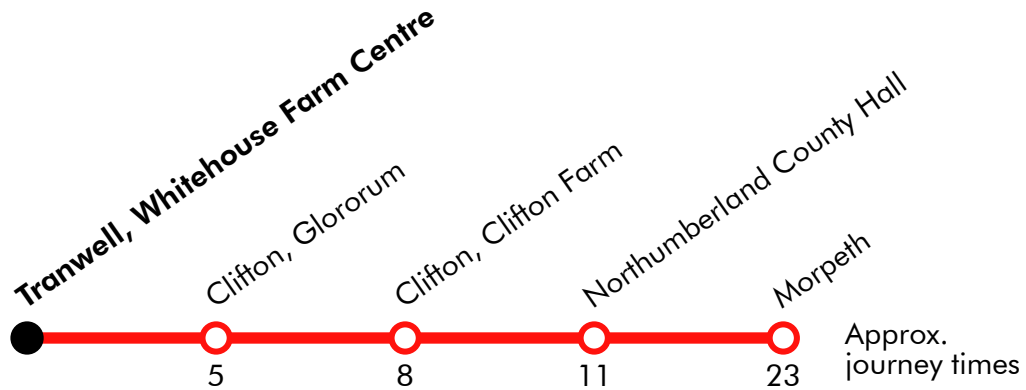 Tranwell, Whitehouse Farm Centre
Clifton, Glororum
Clifton, Clifton Farm
Northumberland County Hall
Morpeth
5
8
11
23
Approx.
journey times